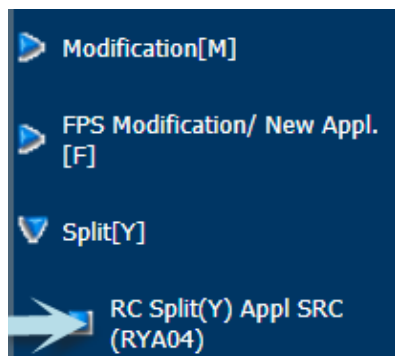 Modification[M]
FPS Modification/ New Appl.
[F]
Split[Y]
RC Split(Y) Appl SRC
(RYA04)